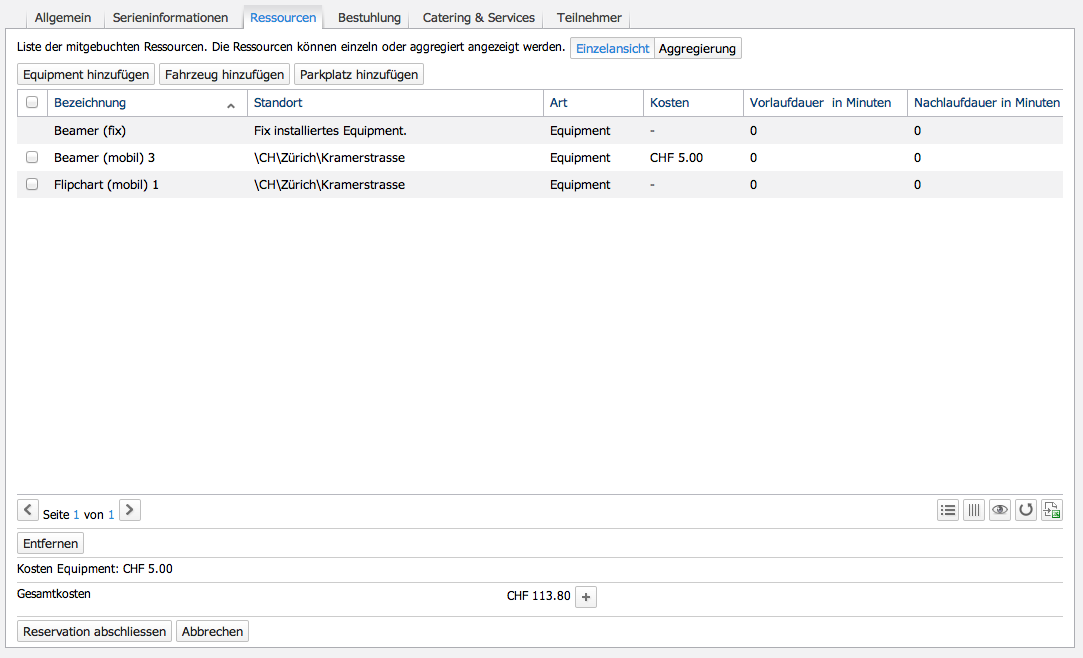 Allgemein Serieninformationen Ressourcen Bestuhlung Catering & Services Teilnehmer
Liste der mitgebuchten Ressourcen. Die Ressourcen können einzeln oder aggregiert angezeigt werden. Einzelansicht Aggregierung
Equipment hinzufügen Fahrzeug hinzufügen Parkplatz hinzufügen
Bezeichnung Standort Art Kosten Vorlaufdauer in Minuten Nachlaufdauer in Minuten
Beamer (fix) Fix installiertes Equipment. Equipment - 0 0
Beamer (mobil) 3 \CH\Zürich\Kramerstrasse Equipment CHF 5.00 0 0
Flipchart (mobil) 1 \CH\Zürich\Kramerstrasse Equipment - 0 0
Seite 1 von 1
Entfernen
Kosten Equipment: CHF 5.00
Gesamtkosten CHF 113.80 +
Reservation abschliessen Abbrechen